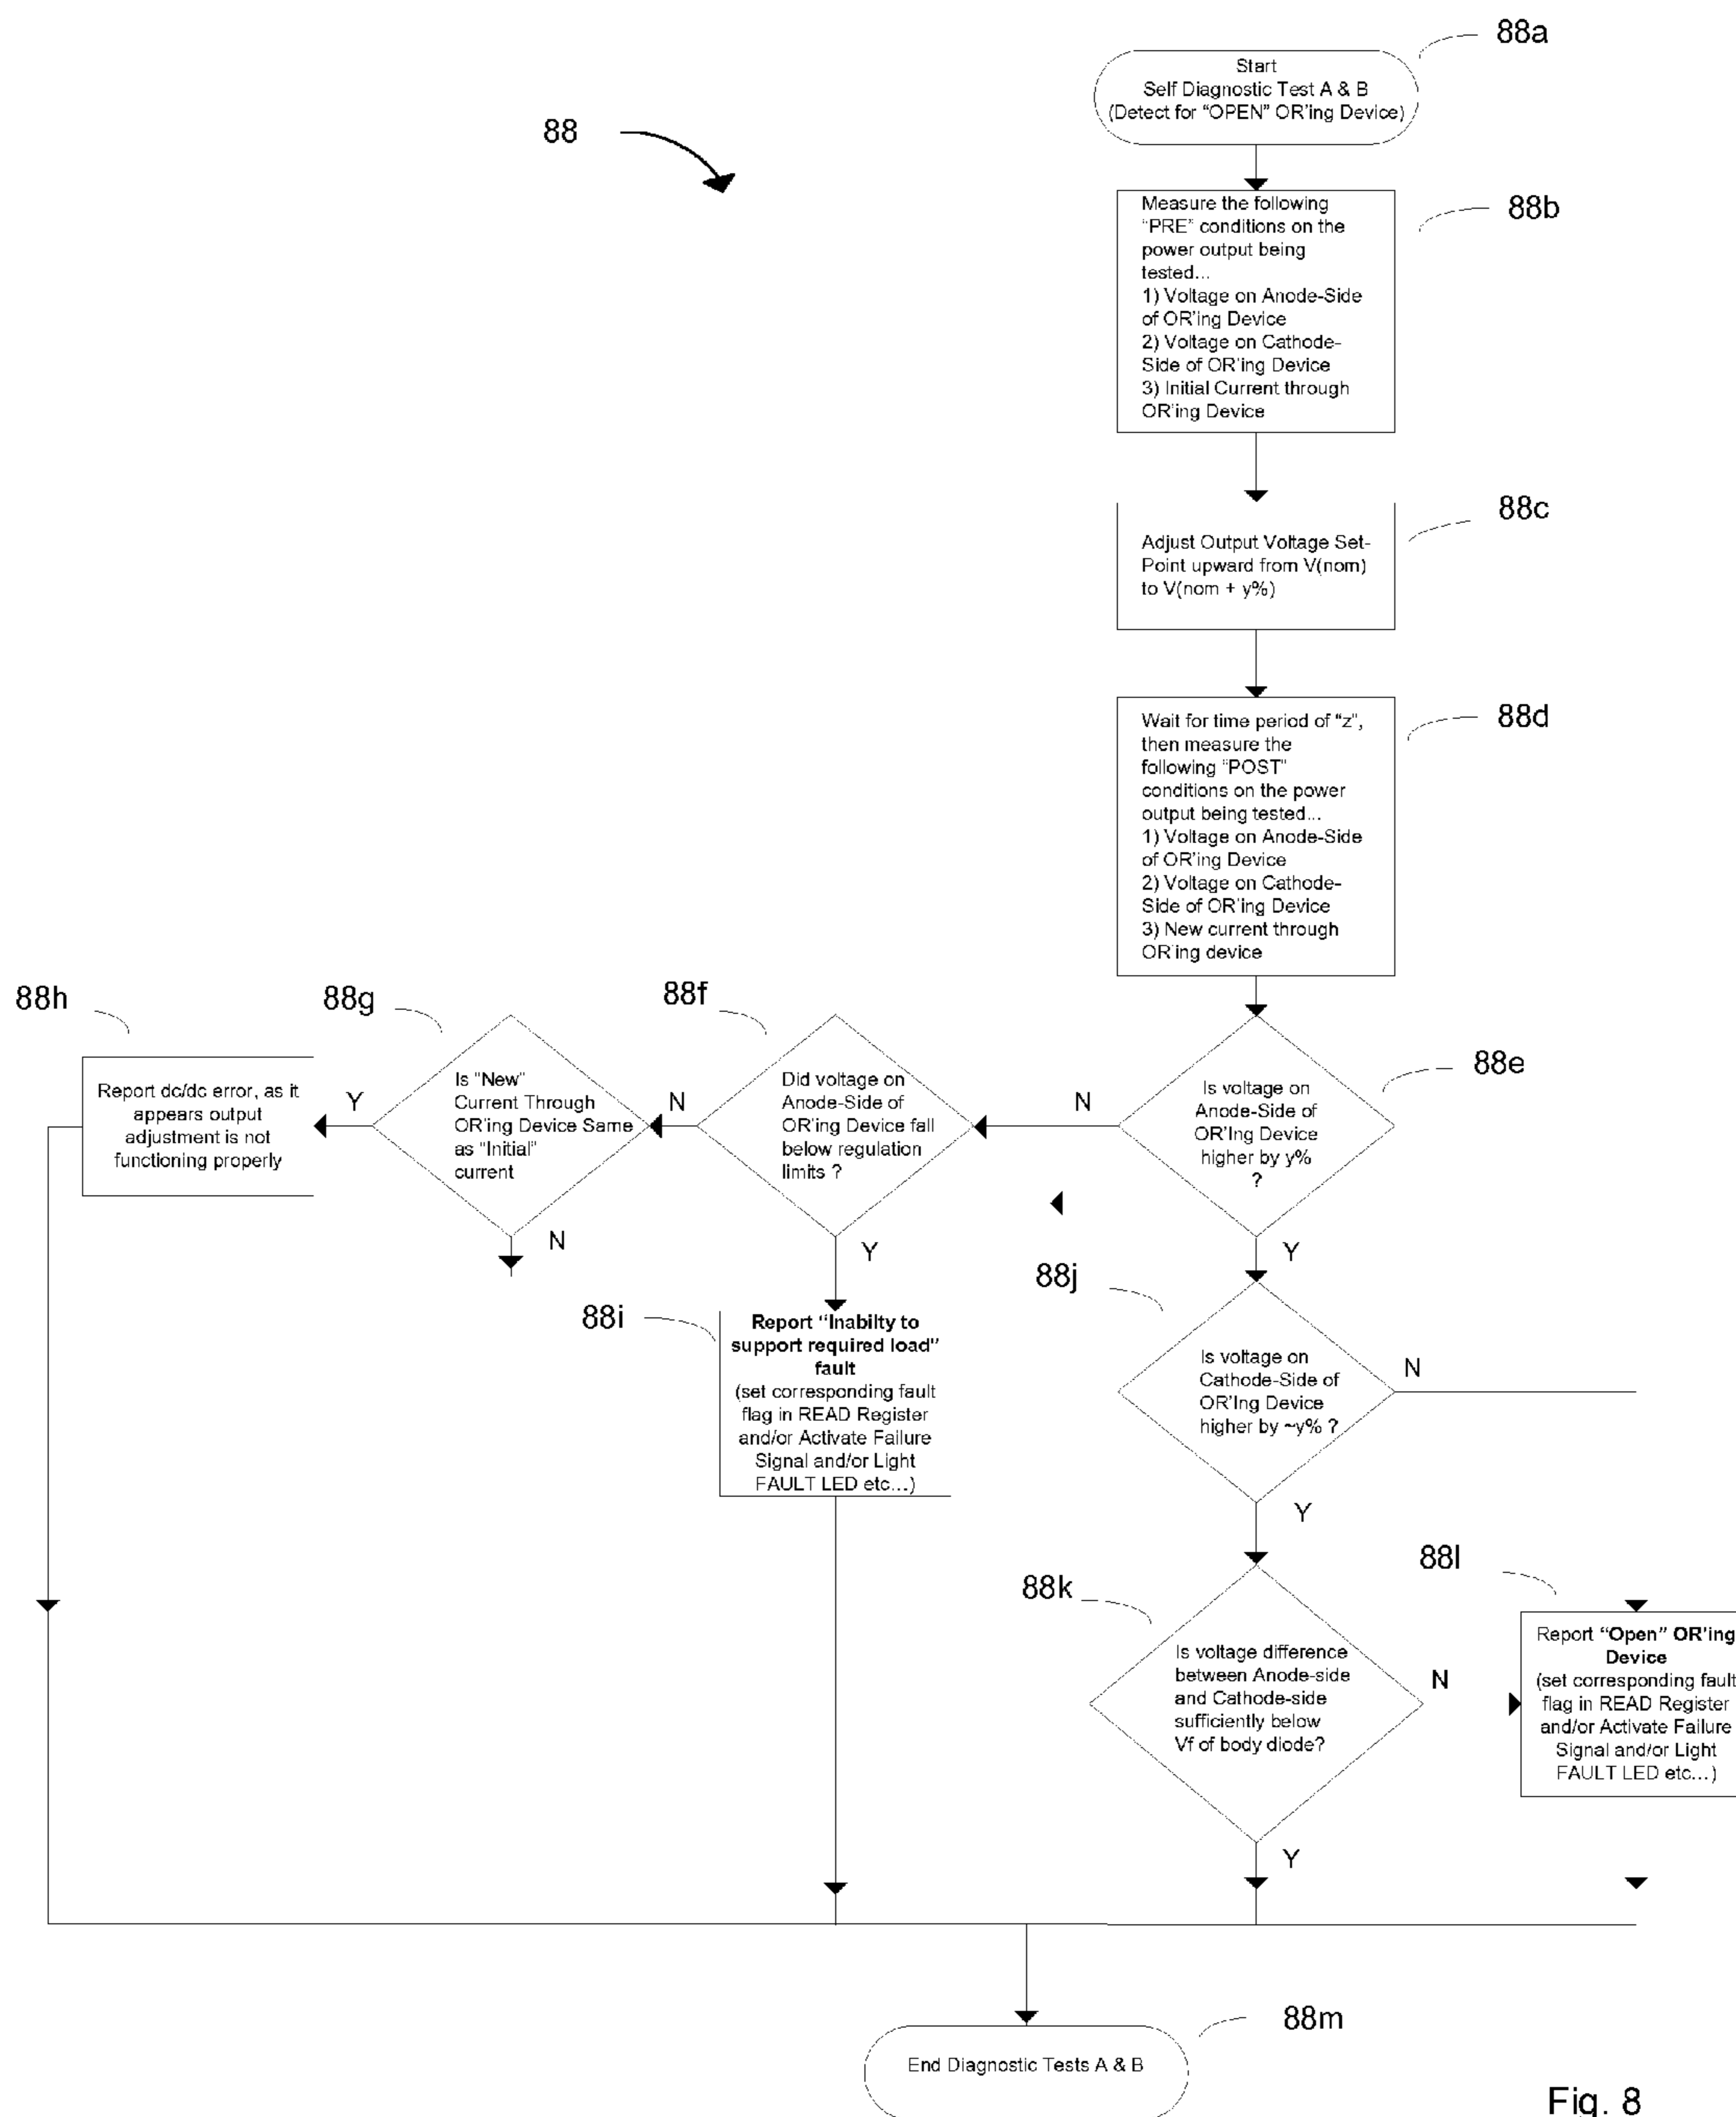 88a
Start
Self Diagnostic Test A & B
(Detect for "OPEN" OR'ing Device)
88
88b
Measure the following
"PRE" conditions on the
power output being
tested...
1) Voltage on Anode-Side
of OR'ing Device
2) Voltage on Cathode-
Side of OR'ing Device
3) Initial Current through
OR'ing Device
88c
Adjust Output Voltage Set-
Point upward from V(nom)
to V(nom + y%)
88d
Wait for time period of "z",
then measure the
following "POST"
conditions on the power
output being tested...
1) Voltage on Anode-Side
of OR'ing Device
2) Voltage on Cathode-
Side of OR'ing Device
3) New current through
OR'ing device
88h
88g
88f
88e
Report dc/dc error, as it
appears output
adjustment is not
functioning properly
Y
Is "New"
Current Through
OR'ing Device Same
as "Initial"
current
N
Did voltage on
Anode-Side of
OR'ing Device fall
below regulation
limits ?
N
Is voltage on
Anode-Side of
OR'Ing Device
higher by y%
?
N
Y
Y
88i
Report "Inabilty to
support required load"
fault
(set corresponding fault
flag in READ Register
and/or Activate Failure
Signal and/or Light
FAULT LED etc...)
88j
Is voltage on
Cathode-Side of
OR'Ing Device
higher by ~y% ?
N
Y
88k
Is voltage difference
between Anode-side
and Cathode-side
sufficiently below
Vf of body diode?
N
Y
88l
Report "Open" OR'ing
Device
(set corresponding fault
flag in READ Register
and/or Activate Failure
Signal and/or Light
FAULT LED etc...)
88m
End Diagnostic Tests A & B
Fig. 8